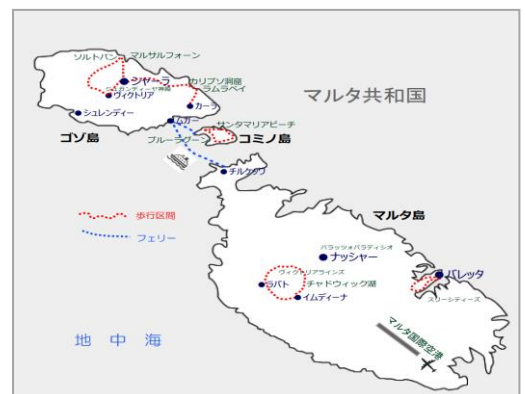 ソルトパン
マルサルフォーン
シャーラ
カリプソ洞窟
ラムラベイ
ヴィクトリア
カーラ
シュレンディー
ムガー
ゴゾ島
サンタマリアビーチ
ブルーラグーン
コミノ島
マルタ共和国
チルケッワ
マルタ島
歩行区間
フェリー
パラッツォパラティシオ
ナッシャー
ヴィクトリアラインズ
チャドウィック湖
ラバト
イムディーナ
バレッタ
スリーシティーズ
マルタ国際空港
地中海